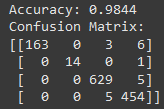 Accuracy: 0.9844
Confusion Matrix:
[[163   0   3   6]
 [  0  14   0   1]
 [  0   0 629   5]
 [  0   0   5 454]]